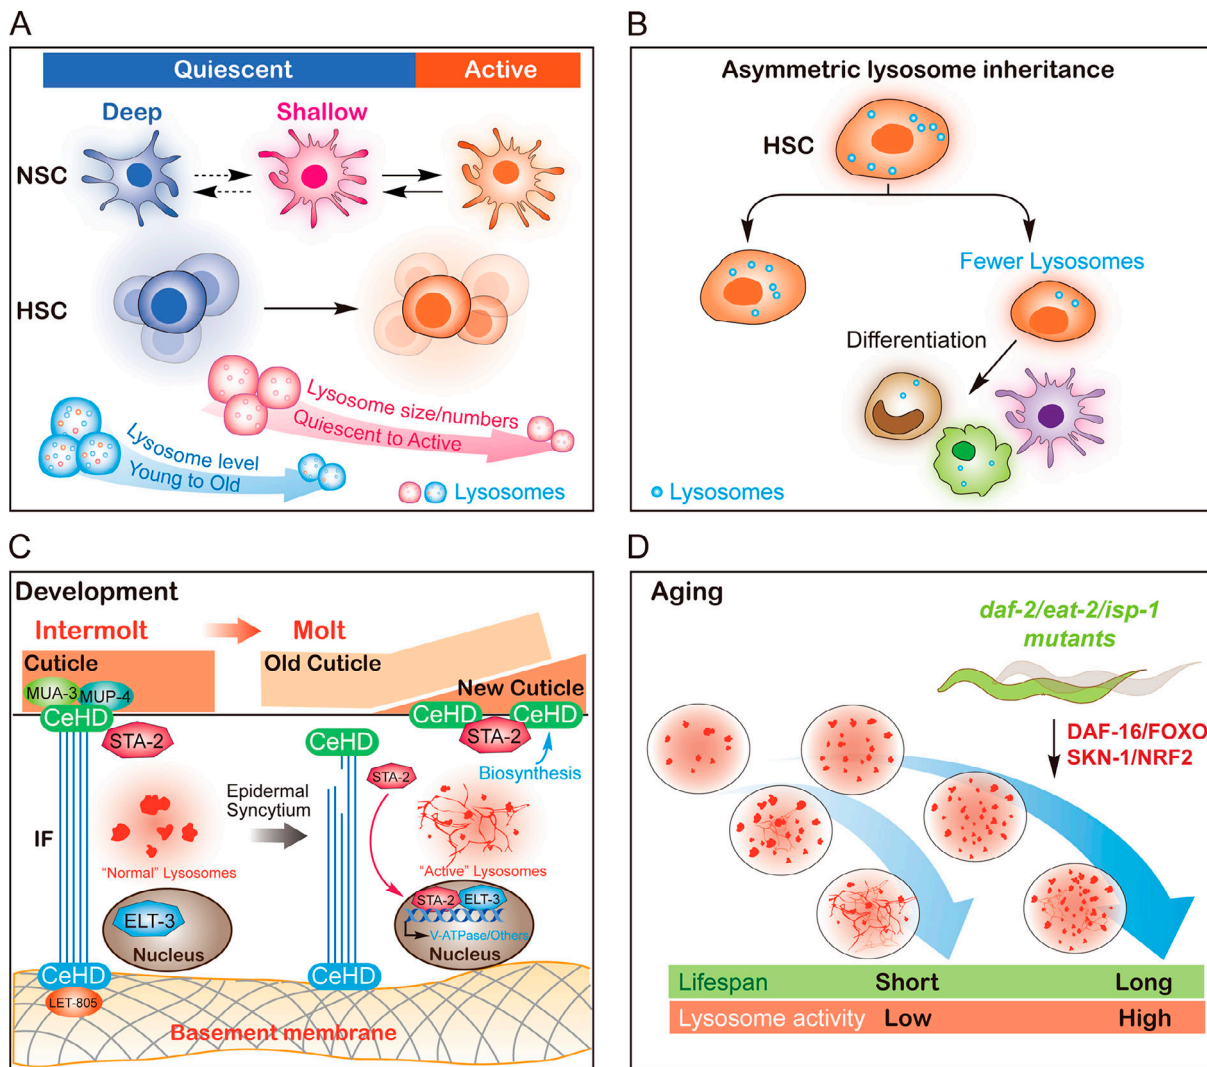 A
Quiescent
Active
Deep
Shallow
NSC
HSC
Lysosome size/numbers
Quiescent to Active
Lysosome level
Young to Old
Lysosomes
B
Asymmetric lysosome inheritance
HSC
Fewer Lysosomes
Differentiation
Lysosomes
C
Development
Intermolt
Molt
Cuticle
Old Cuticle
New Cuticle
MUA-3
MUP-4
CeHD
STA-2
CeHD
CeHD
CeHD
STA-2
Biosynthesis
STA-2
Epidermal
Syncytium
IF
"Normal" Lysosomes
"Active" Lysosomes
ELT-3
Nucleus
STA-2
ELT-3
V-ATPase/Others
Nucleus
CeHD
CeHD
LET-805
Basement membrane
D
Aging
daf-2/eat-2/isp-1
mutants
DAF-16/FOXO
SKN-1/NRF2
Lifespan
Short
Long
Lysosome activity
Low
High